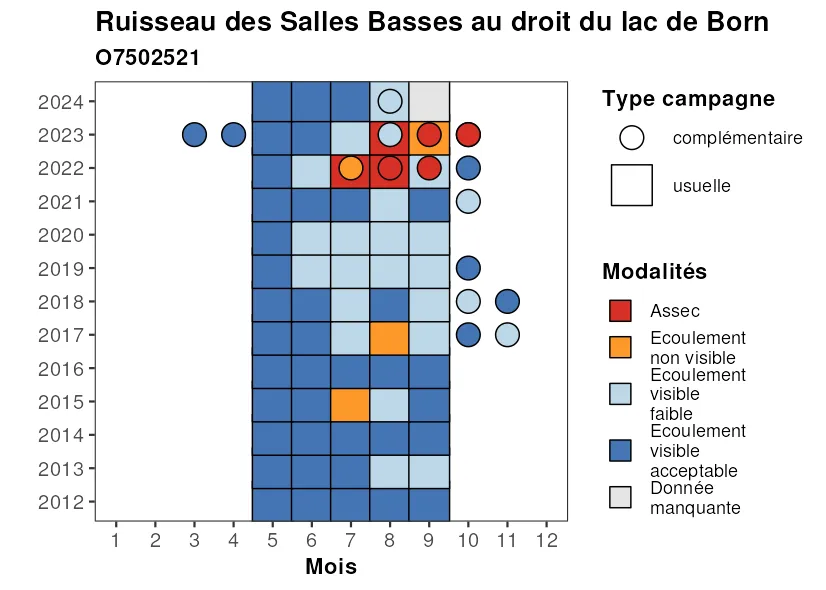 Ruisseau des Salles Basses au droit du lac de Born
O7502521
2024
2023
2022
2021
2020
2019
2018
2017
2016
2015
2014
2013
2012
1 2 3 4 5 6 7 8 9 10 11 12
Mois
Type campagne
complémentaire
usuelle
Modalités
Assec
Ecoulement
non visible
Ecoulement
visible
faible
Ecoulement
visible
acceptable
Donnée
manquante